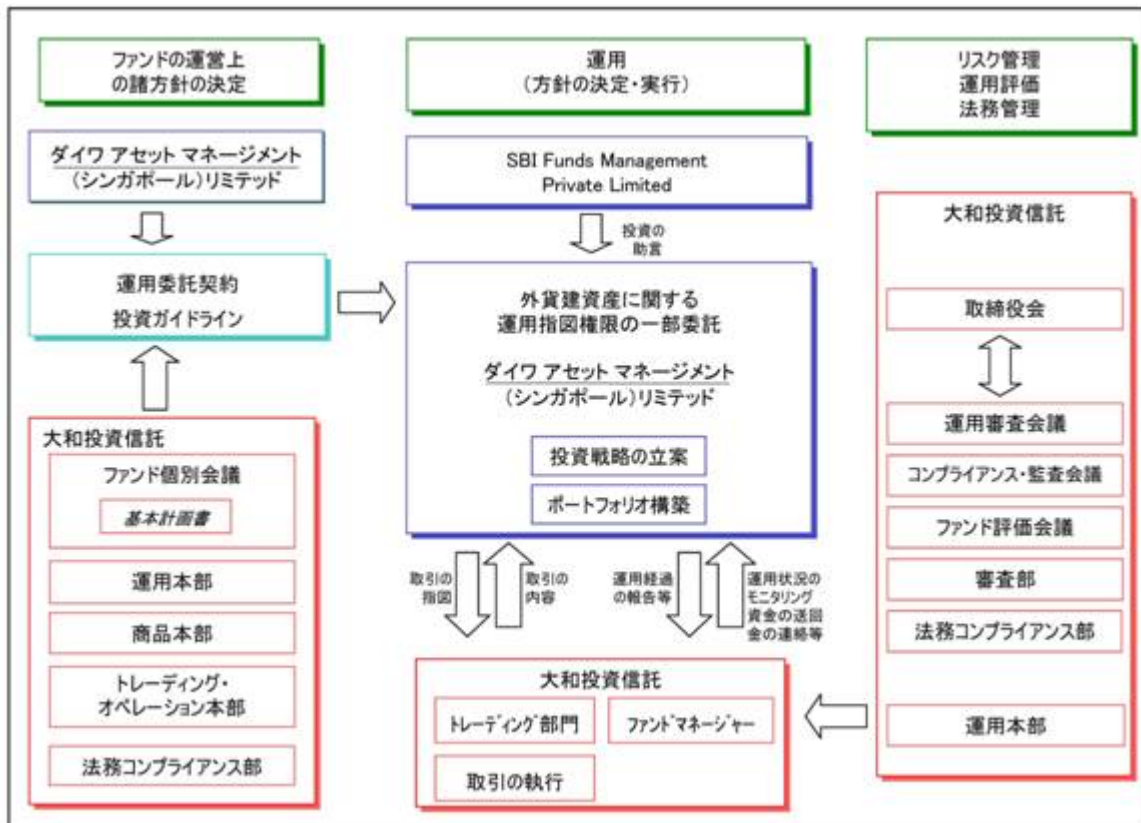 ファンドの運営上
の諸方針の決定
ダイワ アセット マネージメント
(シンガポール)リミテッド
運用委託契約
投資ガイドライン
大和投資信託
ファンド個別会議
基本計画書
運用本部
商品本部
トレーディング・
オペレーション本部
法務コンプライアンス部
運用
(方針の決定・実行)
SBI Funds Management
Private Limited
投資の
助言
外貨建資産に関する
運用指図権限の一部委託
ダイワ アセット マネージメント
(シンガポール)リミテッド
投資戦略の立案
ポートフォリオ構築
取引の
指図
取引の
内容
運用経過
の報告等
運用状況の
モニタリング
資金の送回
金の連絡等
大和投資信託
トレーディング部門
ファンドマネージャー
取引の執行
リスク管理
運用評価
法務管理
大和投資信託
取締役会
運用審査会議
コンプライアンス・監査会議
ファンド評価会議
審査部
法務コンプライアンス部
運用本部